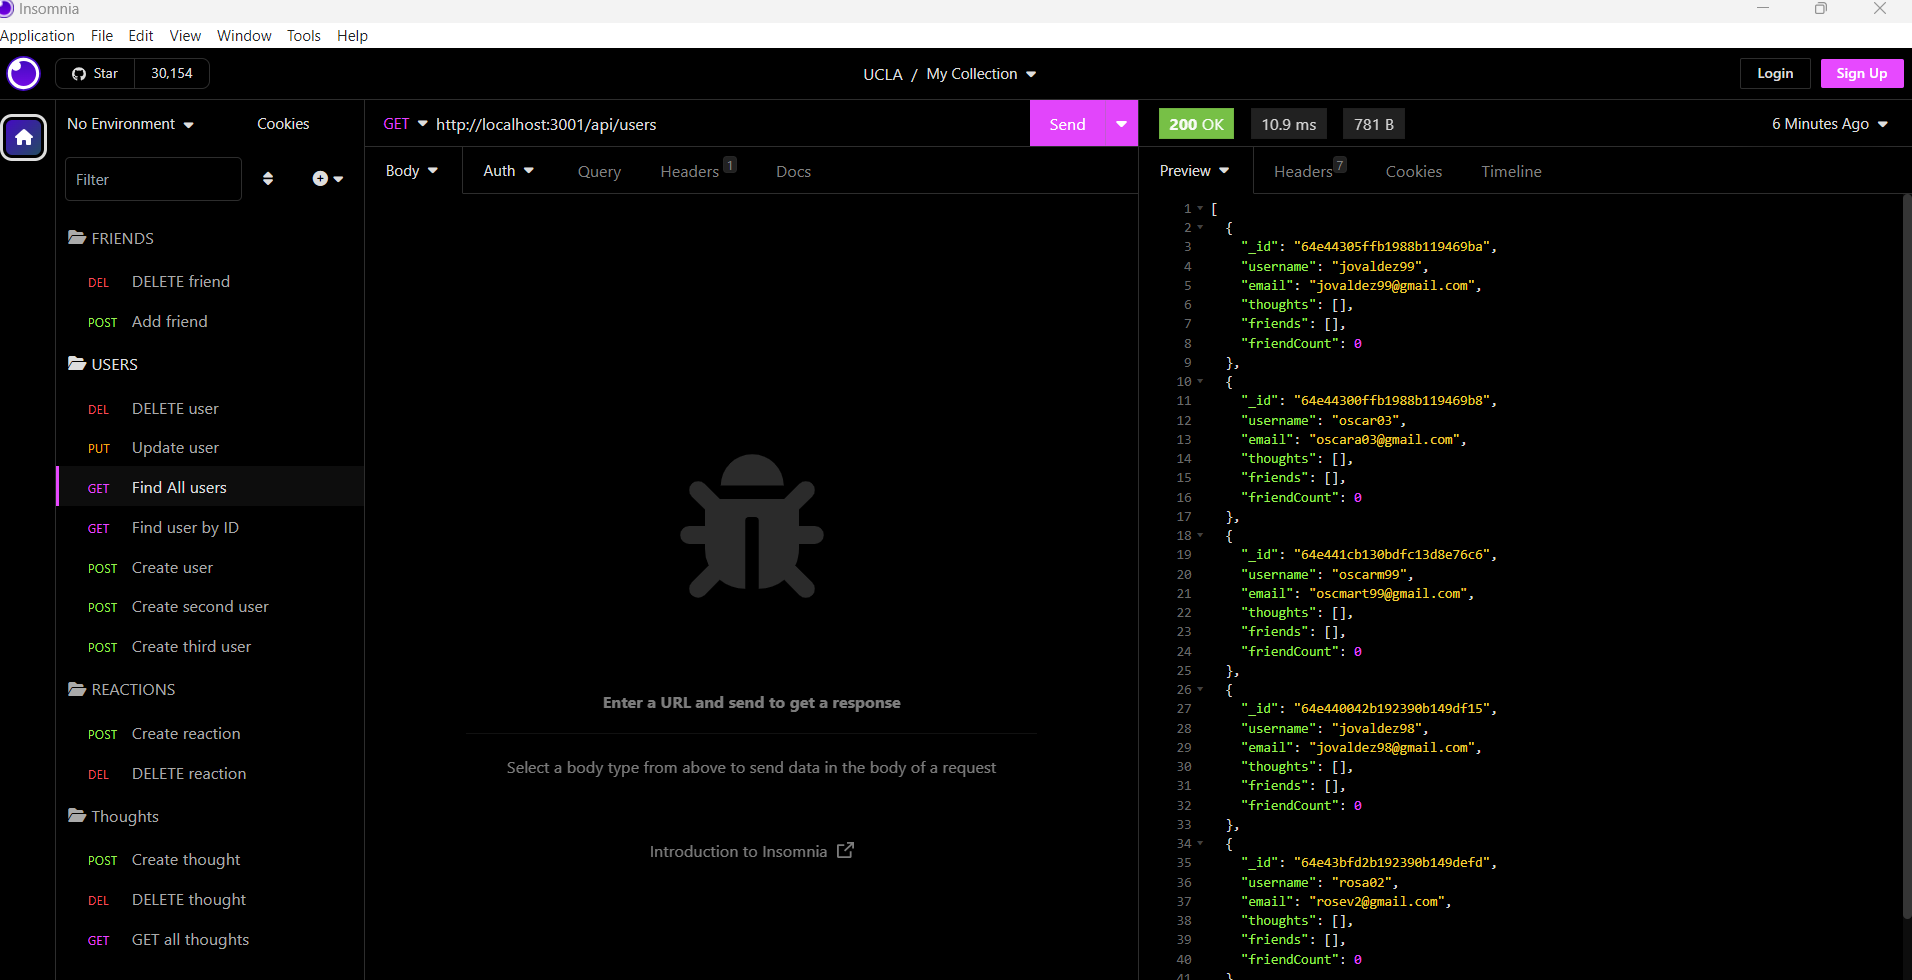 Insomnia
Application File Edit View Window Tools Help
Star 30,154
UCLA / My Collection
Login Sign Up
No Environment Cookies
Filter
FRIENDS
DEL DELETE friend
POST Add friend
USERS
DEL DELETE user
PUT Update user
GET Find All users
GET Find user by ID
POST Create user
POST Create second user
POST Create third user
REACTIONS
POST Create reaction
DEL DELETE reaction
Thoughts
POST Create thought
DEL DELETE thought
GET GET all thoughts
GET http://localhost:3001/api/users Send
Body Auth Query Headers 1 Docs
Enter a URL and send to get a response
Select a body type from above to send data in the body of a request
Introduction to Insomnia
200 OK 10.9 ms 781 B 6 Minutes Ago
Preview Headers 7 Cookies Timeline
1 [
2 {
3 "_id": "64e44305ffb1988b119469ba",
4 "username": "jovaldez99",
5 "email": "jovaldez99@gmail.com",
6 "thoughts": [],
7 "friends": [],
8 "friendCount": 0
9 },
10 {
11 "_id": "64e44300ffb1988b119469b8",
12 "username": "oscar03",
13 "email": "oscara03@gmail.com",
14 "thoughts": [],
15 "friends": [],
16 "friendCount": 0
17 },
18 {
19 "_id": "64e441cb130bdfc13d8e76c6",
20 "username": "oscarm99",
21 "email": "oscmart99@gmail.com",
22 "thoughts": [],
23 "friends": [],
24 "friendCount": 0
25 },
26 {
27 "_id": "64e440042b192390b149df15",
28 "username": "jovaldez98",
29 "email": "jovaldez98@gmail.com",
30 "thoughts": [],
31 "friends": [],
32 "friendCount": 0
33 },
34 {
35 "_id": "64e43bfd2b192390b149defd",
36 "username": "rosa02",
37 "email": "rosev2@gmail.com",
38 "thoughts": [],
39 "friends": [],
40 "friendCount": 0
41 }